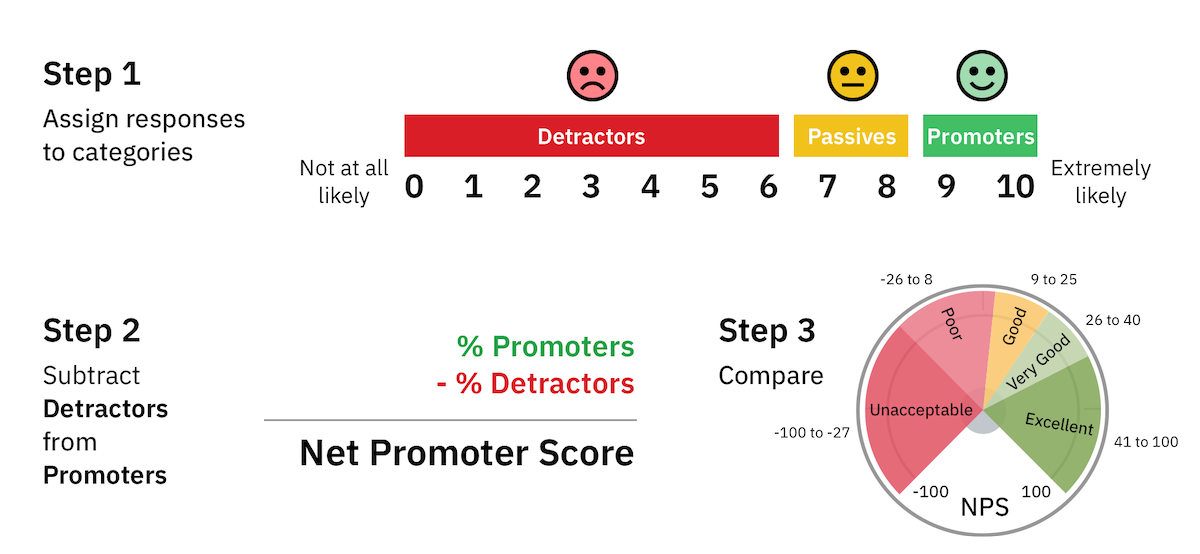 Step 1
Assign responses
to categories
Detractors
Passives
Promoters
Not at all
likely
0 1 2 3 4 5 6 7 8 9 10
Extremely
likely
Step 2
Subtract
Detractors
from
Promoters
% Promoters
- % Detractors
Net Promoter Score
Step 3
Compare
-26 to 8
9 to 25
26 to 40
Poor
Good
Very Good
Unacceptable
Excellent
-100 to -27
41 to 100
-100
100
NPS